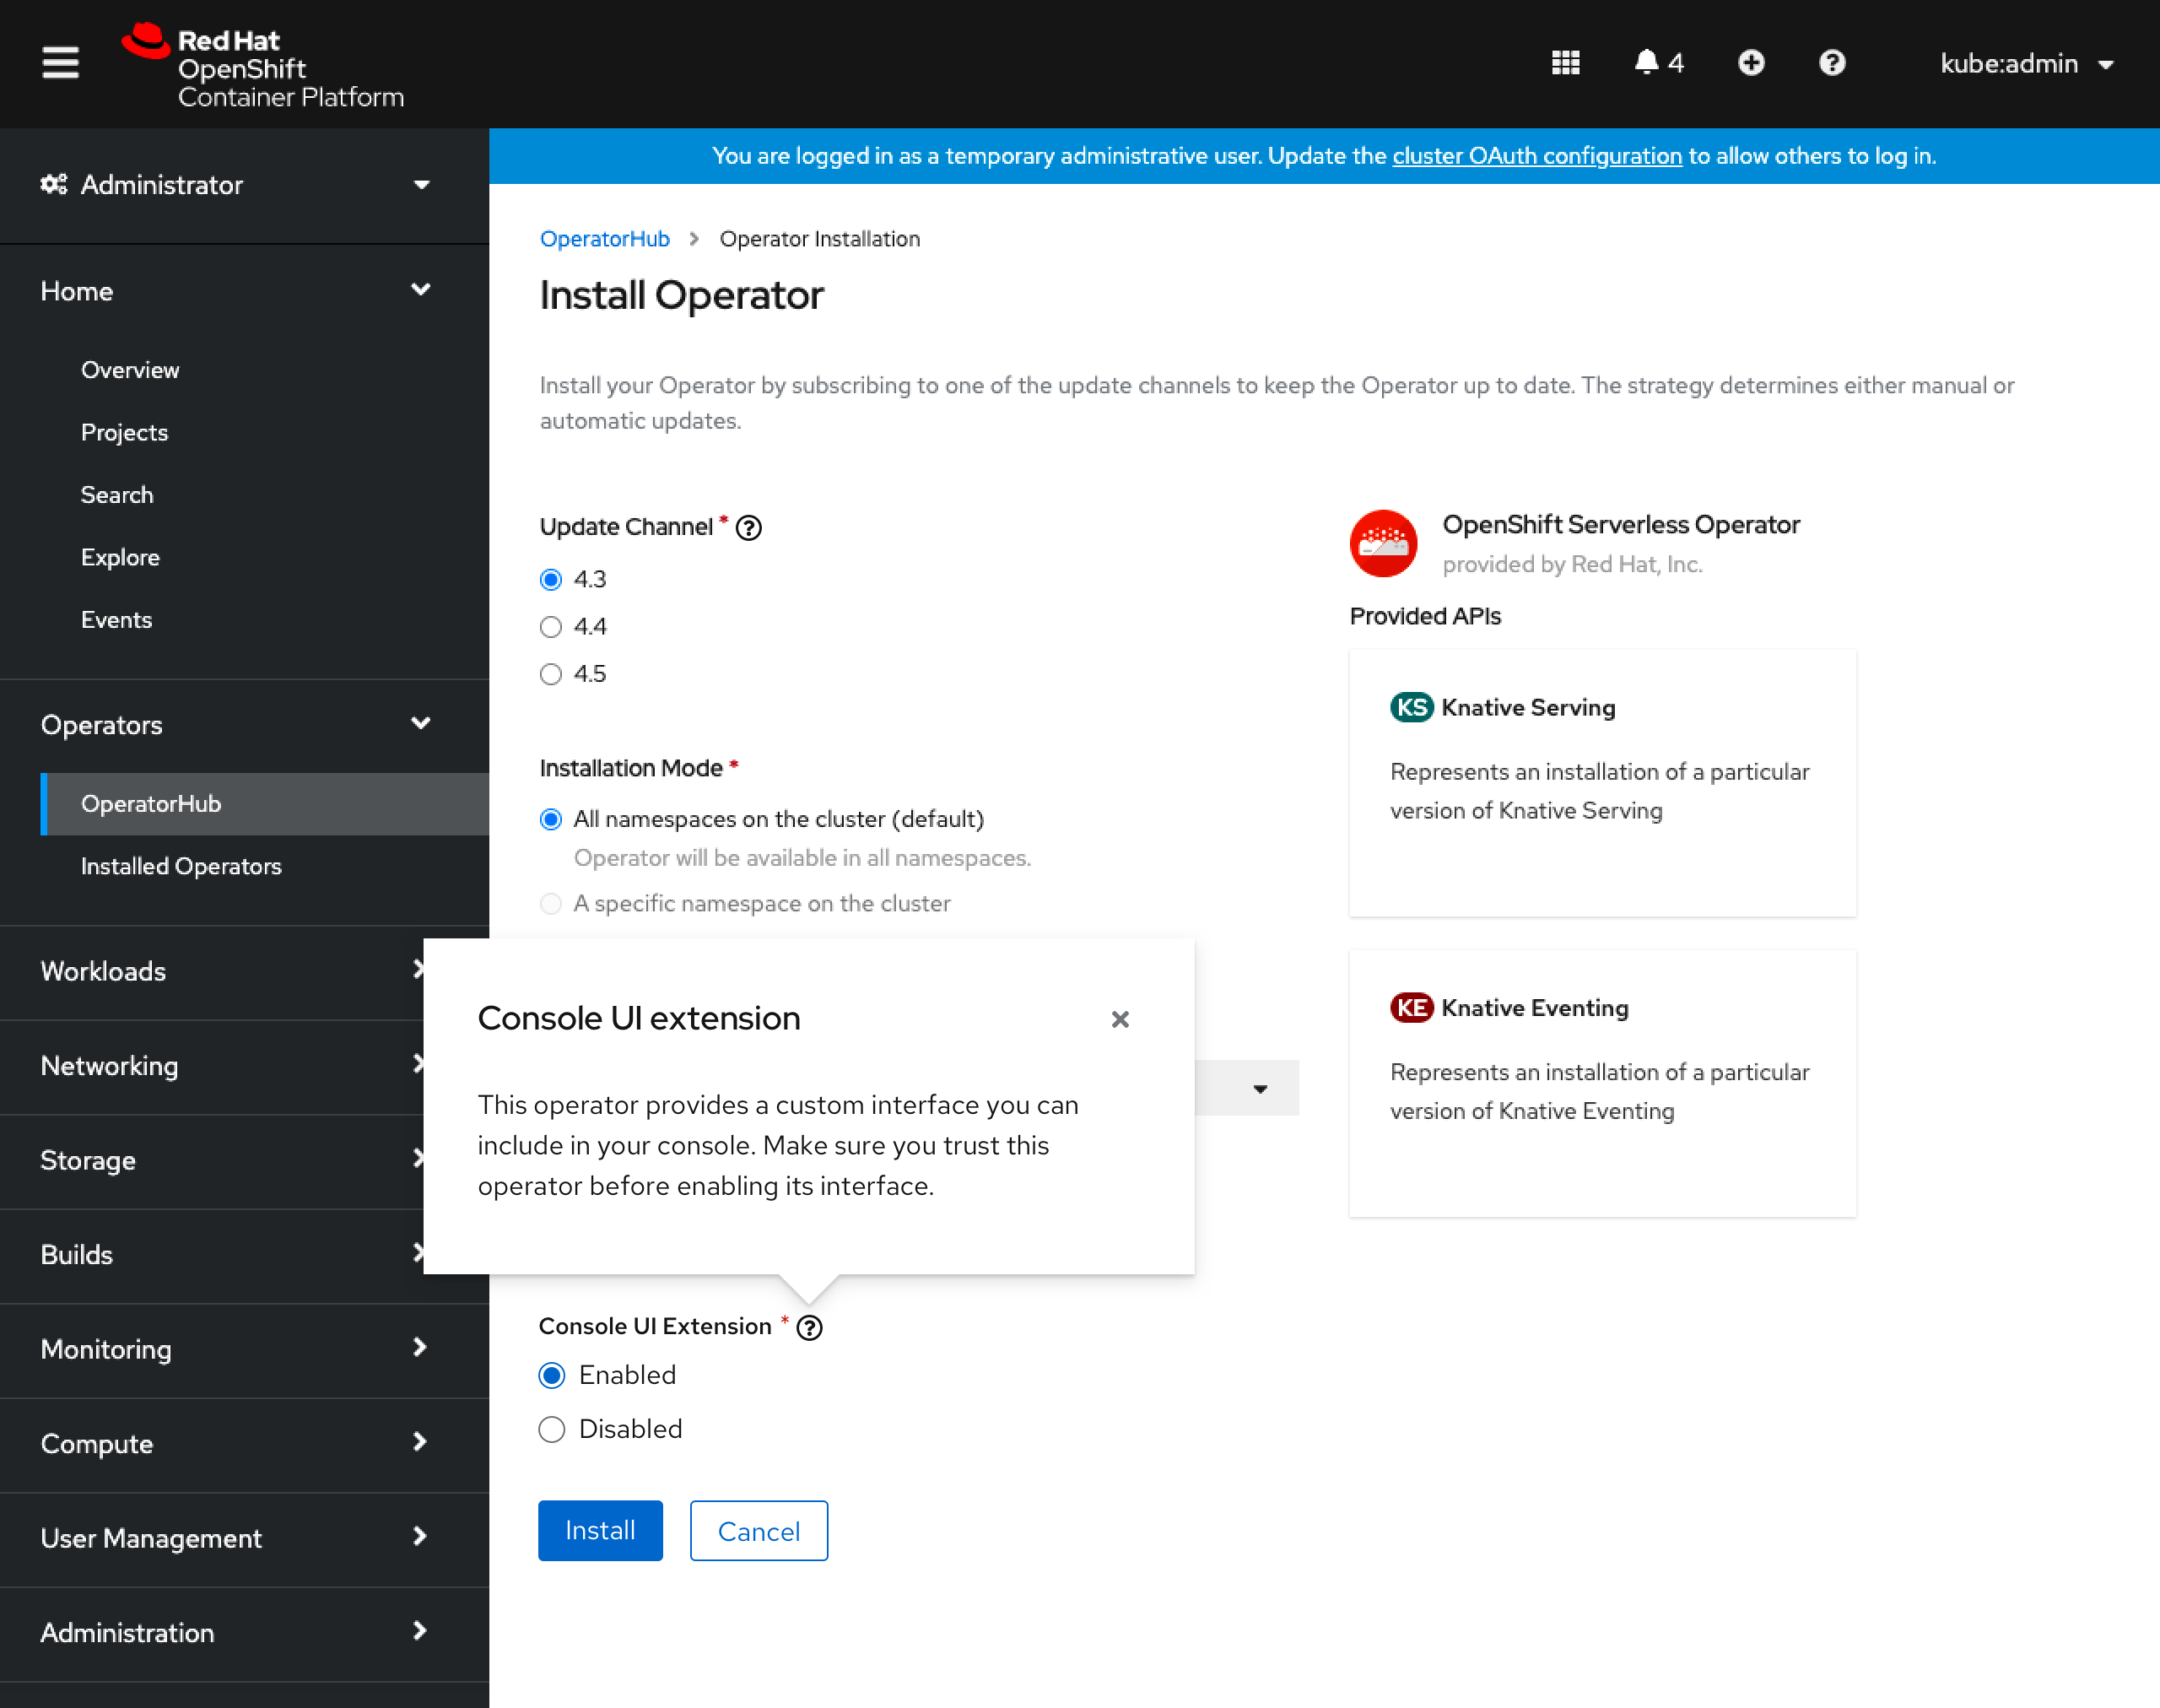 Red Hat
OpenShift
Container Platform
4
kube:admin
Administrator
Home
Overview
Projects
Search
Explore
Events
Operators
OperatorHub
Installed Operators
Workloads
Networking
Storage
Builds
Monitoring
Compute
User Management
Administration
You are logged in as a temporary administrative user. Update the cluster OAuth configuration to allow others to log in.
OperatorHub > Operator Installation
Install Operator
Install your Operator by subscribing to one of the update channels to keep the Operator up to date. The strategy determines either manual or
automatic updates.
Update Channel *
4.3
4.4
4.5
Installation Mode *
All namespaces on the cluster (default)
Operator will be available in all namespaces.
A specific namespace on the cluster
Console UI extension
This operator provides a custom interface you can
include in your console. Make sure you trust this
operator before enabling its interface.
Console UI Extension *
Enabled
Disabled
Install
Cancel
OpenShift Serverless Operator
provided by Red Hat, Inc.
Provided APIs
KS Knative Serving
Represents an installation of a particular
version of Knative Serving
KE Knative Eventing
Represents an installation of a particular
version of Knative Eventing